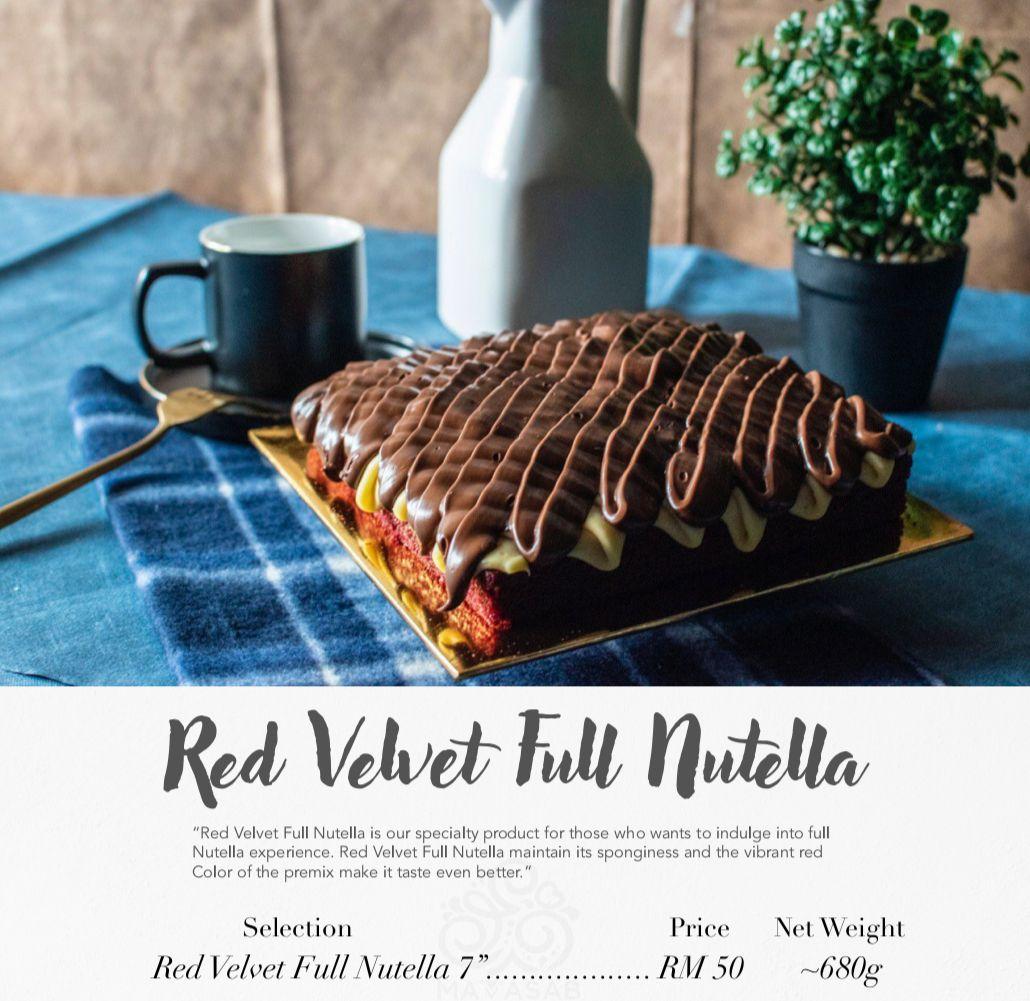 Red Velvet Full Nutella
“Red Velvet Full Nutella is our specialty product for those who wants to indulge into full
Nutella experience. Red Velvet Full Nutella maintain its sponginess and the vibrant red
Color of the premix make it taste even better.“
Selection Price Net Weight
Red Velvet Full Nutella 7”................... RM 50 ~680g
MAVASAB